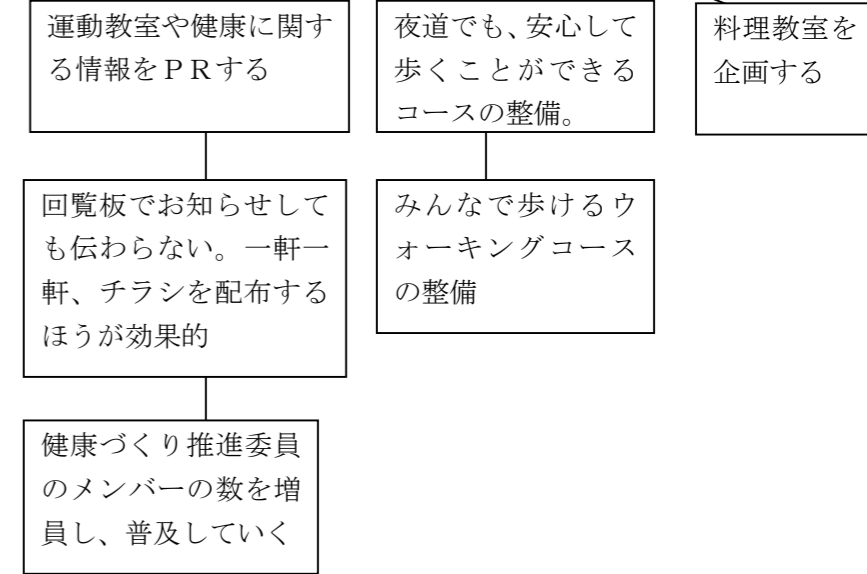 運動教室や健康に関す
る情報をＰＲする
回覧板でお知らせして
も伝わらない。一軒一
軒、チラシを配布する
ほうが効果的
健康づくり推進委員
のメンバーの数を増
員し、普及していく
夜道でも、安心して
歩くことができる
コースの整備。
みんなで歩けるウ
ォーキングコース
の整備
料理教室を
企画する